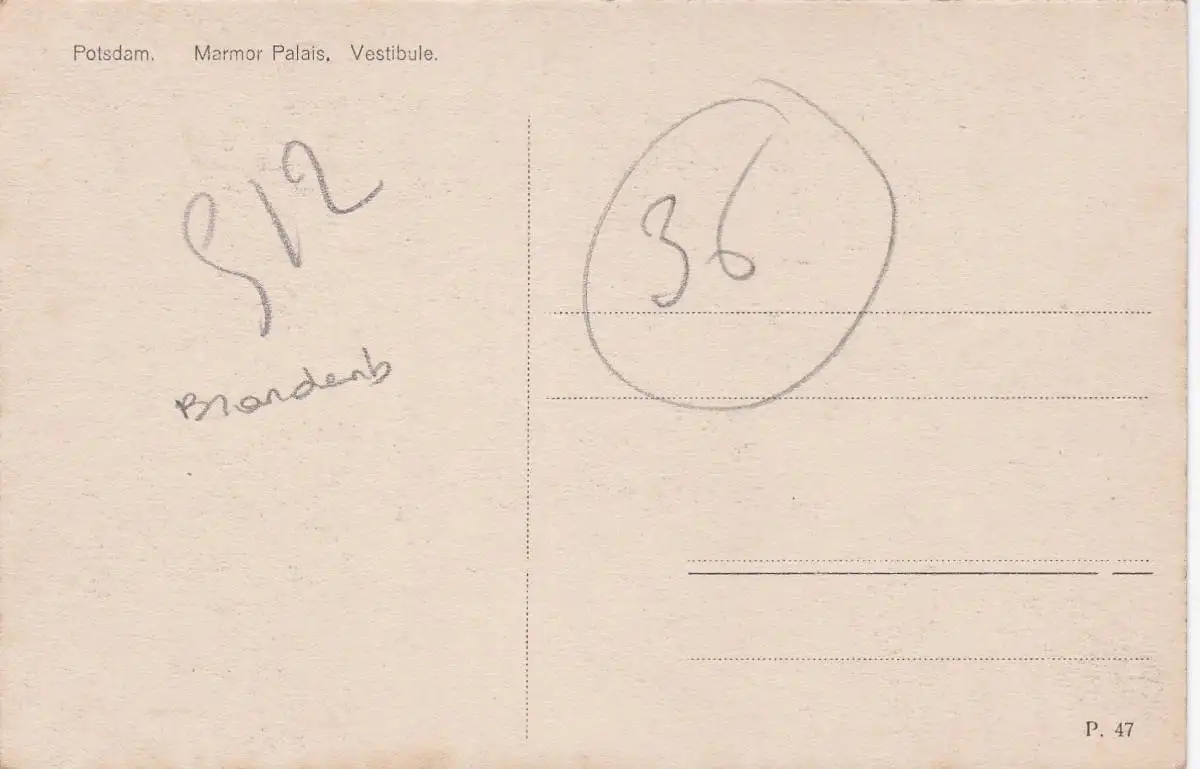 Potsdam. Marmor Palais, Vestibule.
512
Brandenb
36
P. 47